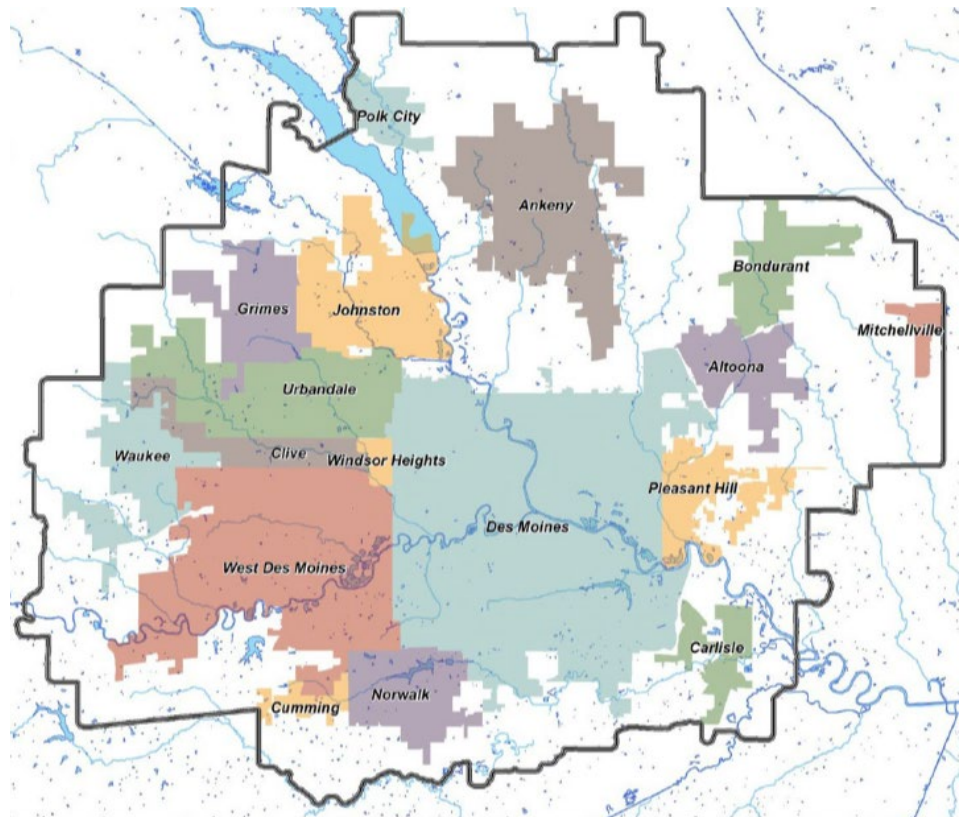 Polk City
Ankeny
Bondurant
Grimes
Johnston
Mitchellville
Altoona
Urbandale
Waukee
Clive
Windsor Heights
Pleasant Hill
Des Moines
West Des Moines
Carlisle
Norwalk
Cumming